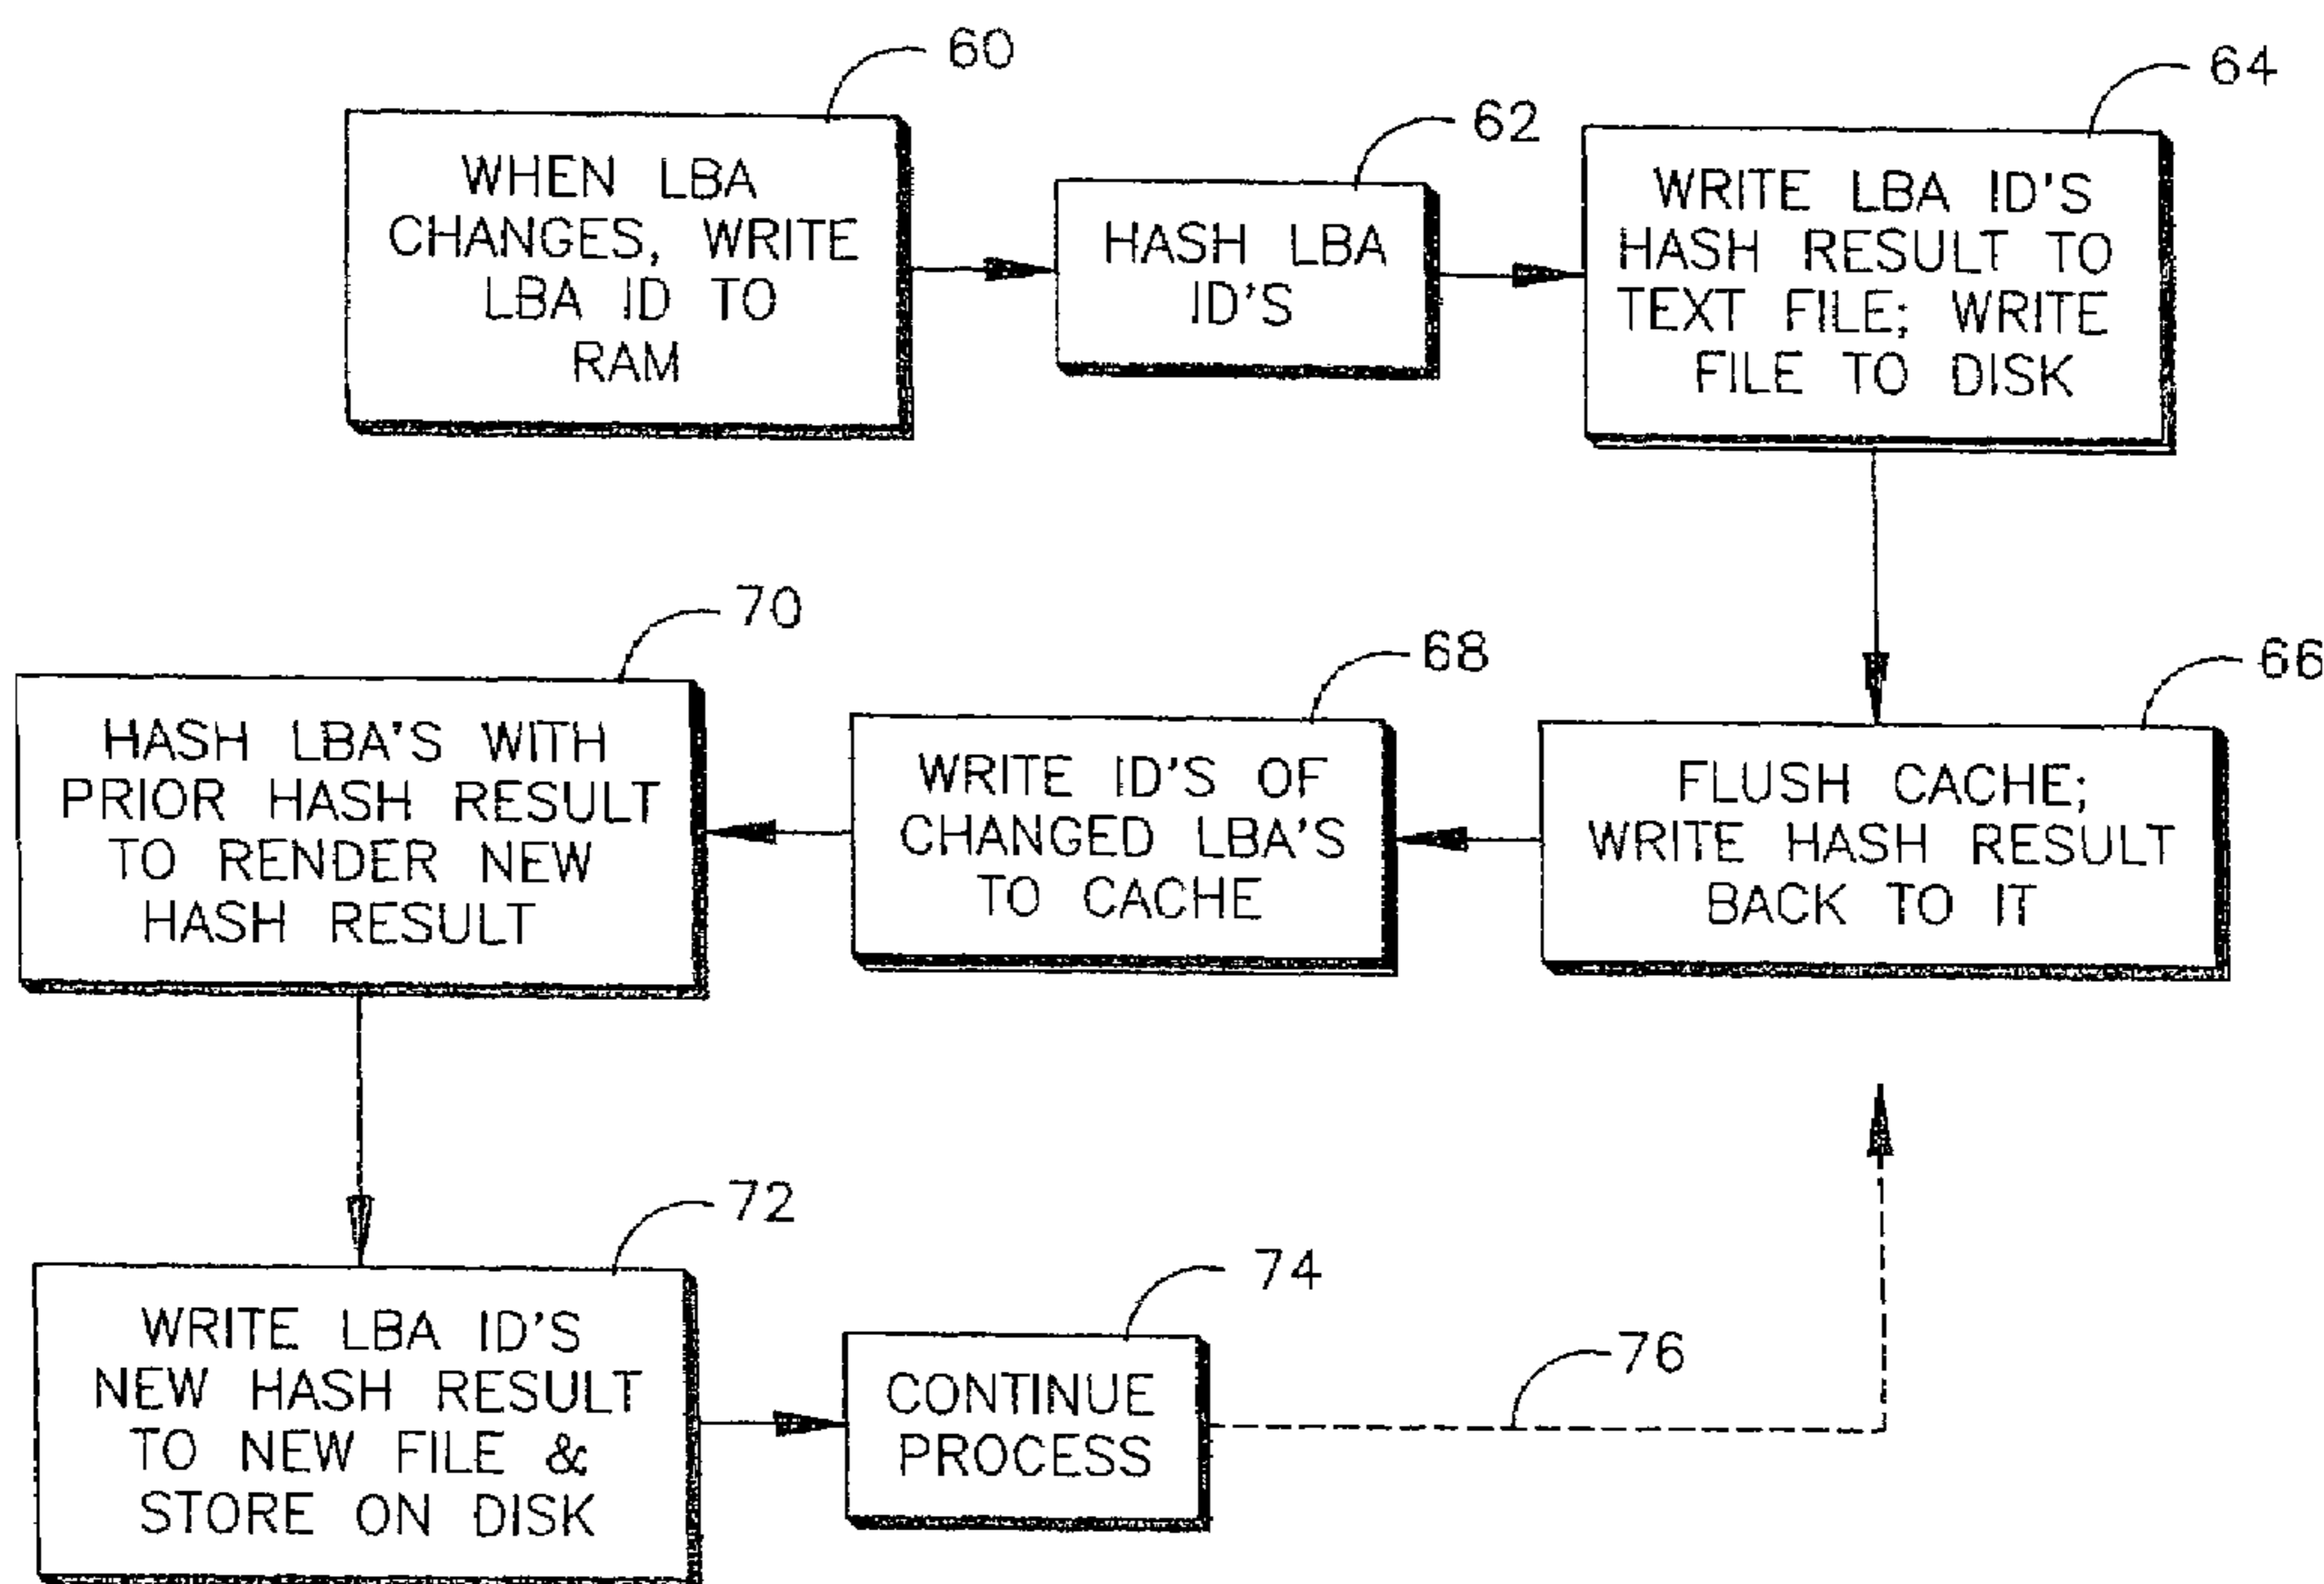 60
WHEN LBA
CHANGES, WRITE
LBA ID TO
RAM
62
HASH LBA
ID'S
64
WRITE LBA ID'S
HASH RESULT TO
TEXT FILE; WRITE
FILE TO DISK
66
FLUSH CACHE;
WRITE HASH RESULT
BACK TO IT
68
WRITE ID'S OF
CHANGED LBA'S
TO CACHE
70
HASH LBA'S WITH
PRIOR HASH RESULT
TO RENDER NEW
HASH RESULT
72
WRITE LBA ID'S
NEW HASH RESULT
TO NEW FILE &
STORE ON DISK
74
CONTINUE
PROCESS
76